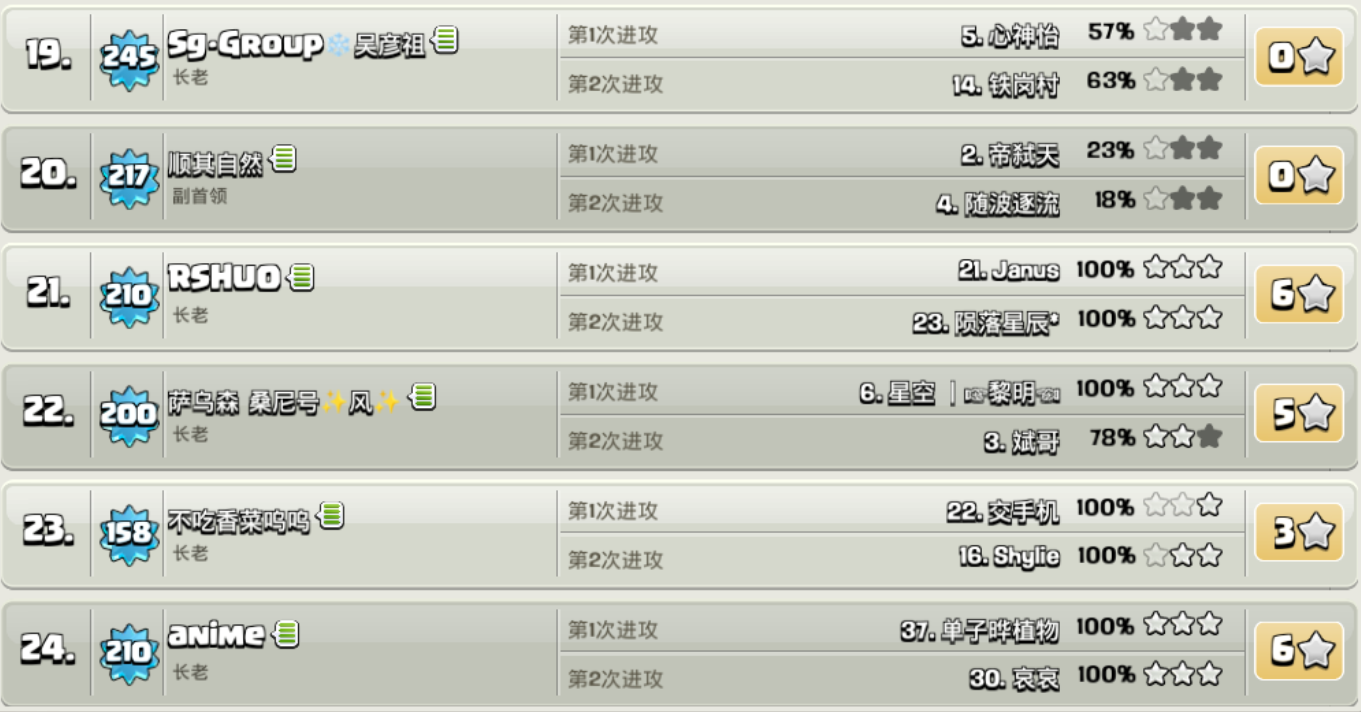 19.
245
Sg-Group❄️吴彦祖
长老
第1次进攻
5. 心神怡 57%
第2次进攻
14. 铁岗村 63%
0
20.
217
顺其自然
副首领
第1次进攻
2. 帝弑天 23%
第2次进攻
4. 随波逐流 18%
0
21.
210
RSHUO
长老
第1次进攻
21. Janus 100%
第2次进攻
23. 陨落星辰* 100%
6
22.
200
萨乌森 桑尼号✨风✨
长老
第1次进攻
6. 星空 | 黎明 100%
第2次进攻
3. 斌哥 78%
5
23.
158
不吃香菜呜呜
长老
第1次进攻
22. 交手机 100%
第2次进攻
16. Shylie 100%
3
24.
210
anime
长老
第1次进攻
37. 单子晔植物 100%
第2次进攻
30. 哀哀 100%
6